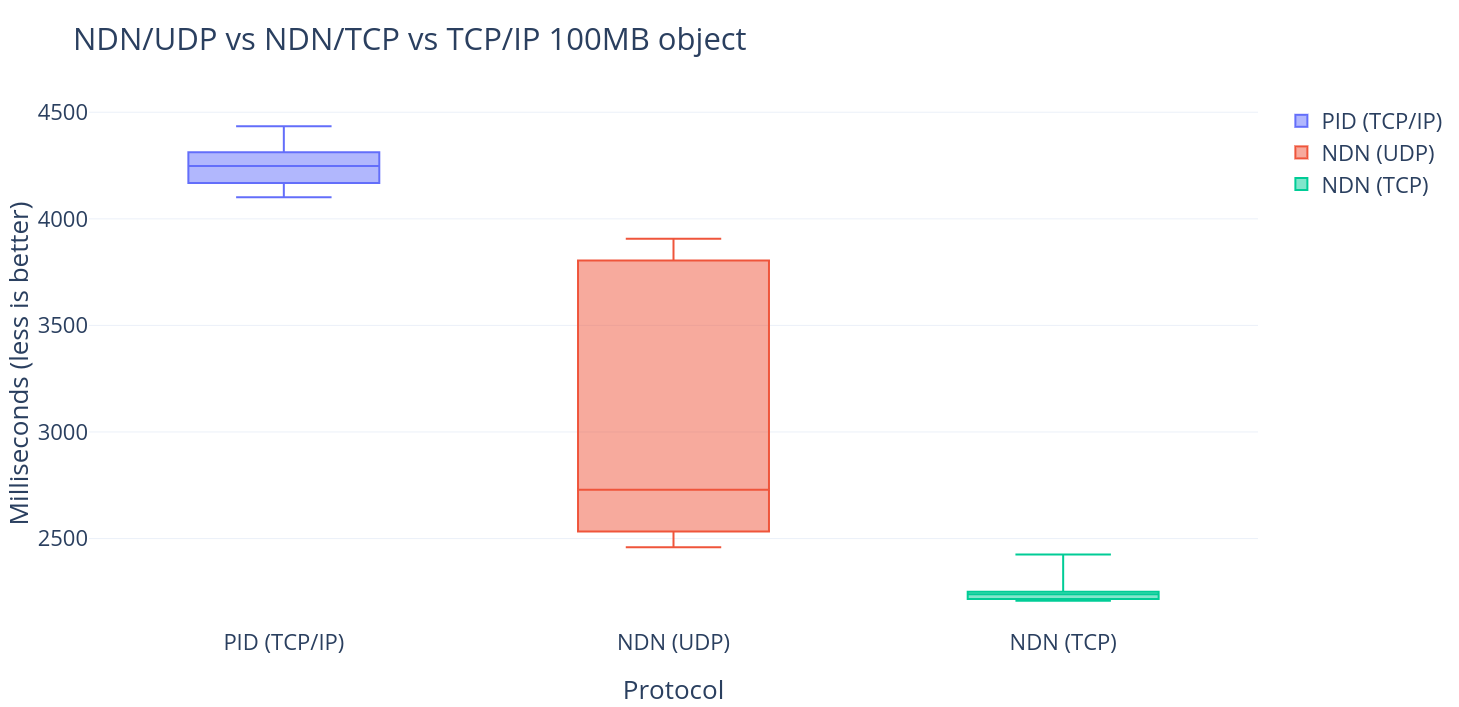 NDN/UDP vs NDN/TCP vs TCP/IP 100MB object
Milliseconds (less is better)
4500
4000
3500
3000
2500
PID (TCP/IP)
NDN (UDP)
NDN (TCP)
Protocol
PID (TCP/IP)
NDN (UDP)
NDN (TCP)